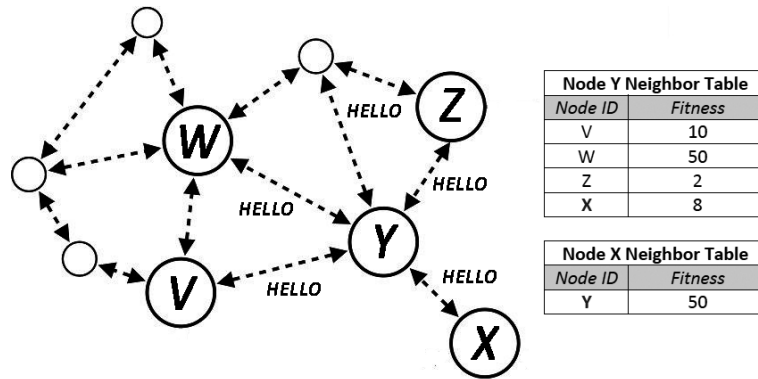 HELLO
Z
W
HELLO
HELLO
Y
HELLO
V
HELLO
X
Node Y Neighbor Table
Node ID Fitness
V 10
W 50
Z 2
X 8
Node X Neighbor Table
Node ID Fitness
Y 50